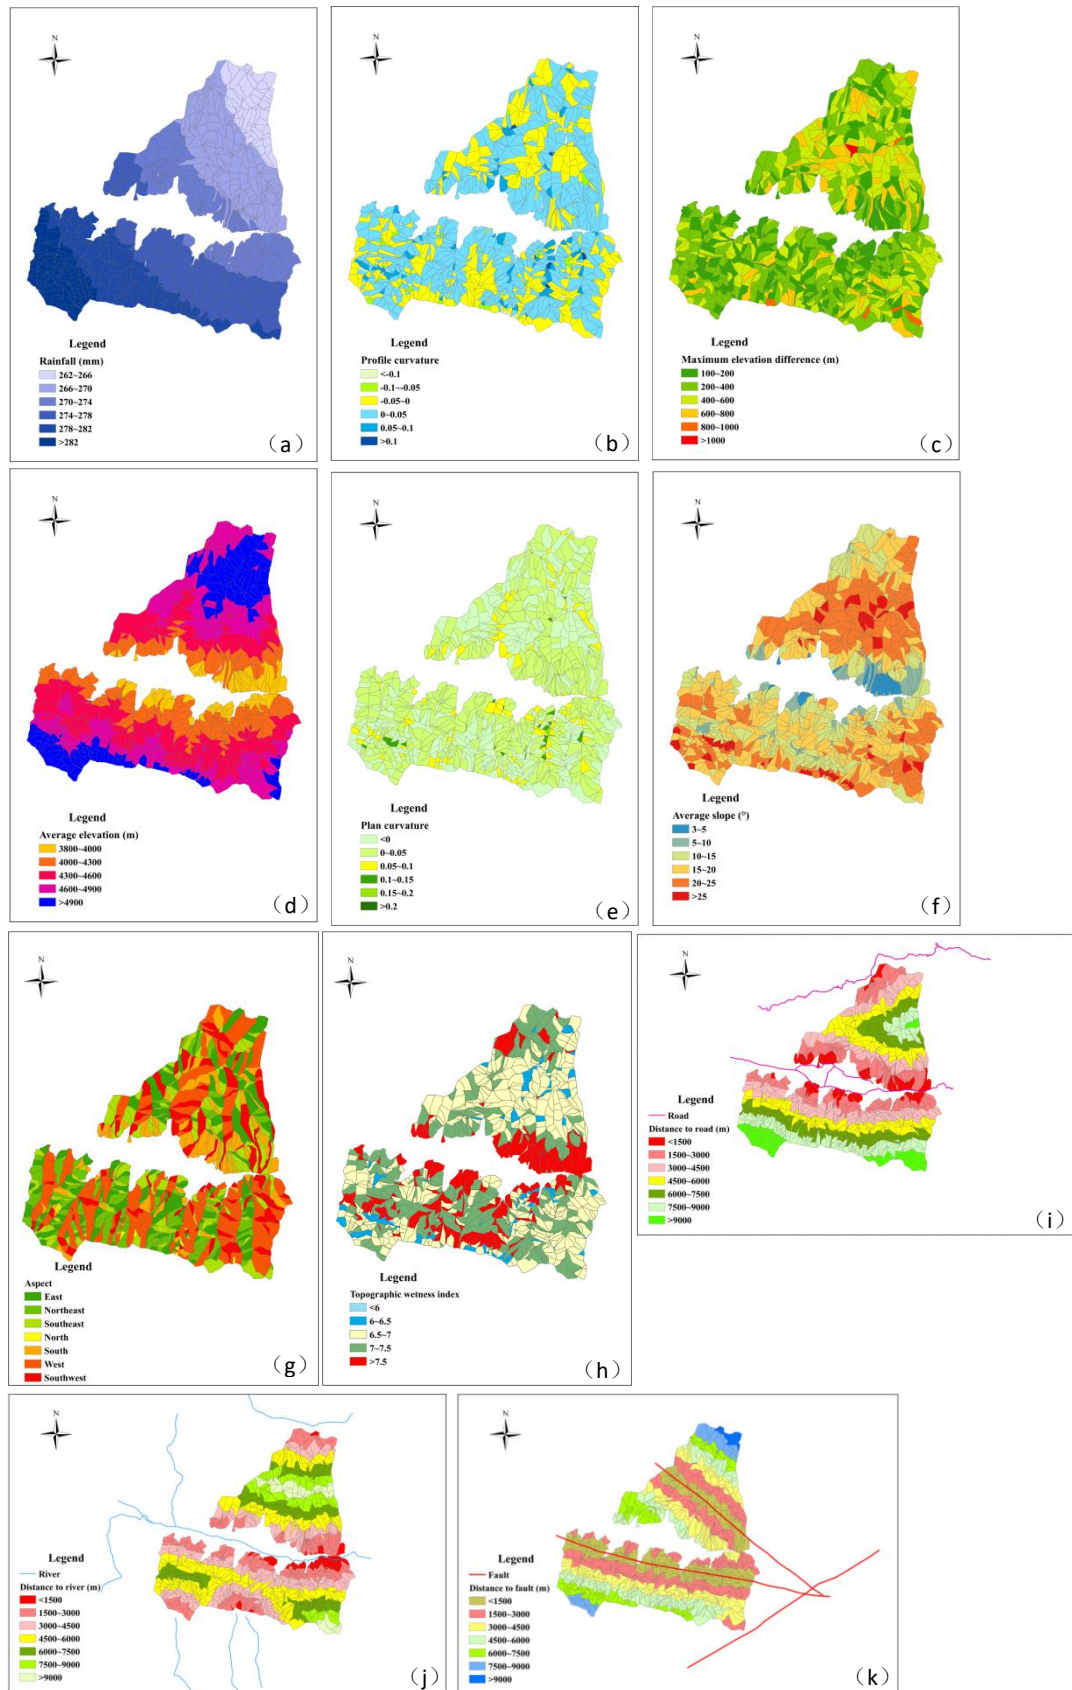 N
Legend
Rainfall (mm)
262~266
266~270
270~274
274~278
278~282
>282
（a）
N
Legend
Profile curvature
<-0.1
-0.1~-0.05
-0.05~0
0~0.05
0.05~0.1
>0.1
（b）
N
Legend
Maximum elevation difference (m)
100~200
200~400
400~600
600~800
800~1000
>1000
（c）
N
Legend
Average elevation (m)
3800~4000
4000~4300
4300~4600
4600~4900
>4900
（d）
N
Legend
Plan curvature
<0
0~0.05
0.05~0.1
0.1~0.15
0.15~0.2
>0.2
（e）
N
Legend
Average slope (°)
3~5
5~10
10~15
15~20
20~25
>25
（f）
N
Legend
Aspect
East
Northeast
Southeast
North
South
West
Southwest
（g）
N
Legend
Topographic wetness index
<6
6~6.5
6.5~7
7~7.5
>7.5
（h）
N
Legend
Road
Distance to road (m)
<1500
1500~3000
3000~4500
4500~6000
6000~7500
7500~9000
>9000
（i）
N
Legend
River
Distance to river (m)
<1500
1500~3000
3000~4500
4500~6000
6000~7500
7500~9000
>9000
（j）
N
Legend
Fault
Distance to fault (m)
<1500
1500~3000
3000~4500
4500~6000
6000~7500
7500~9000
>9000
（k）